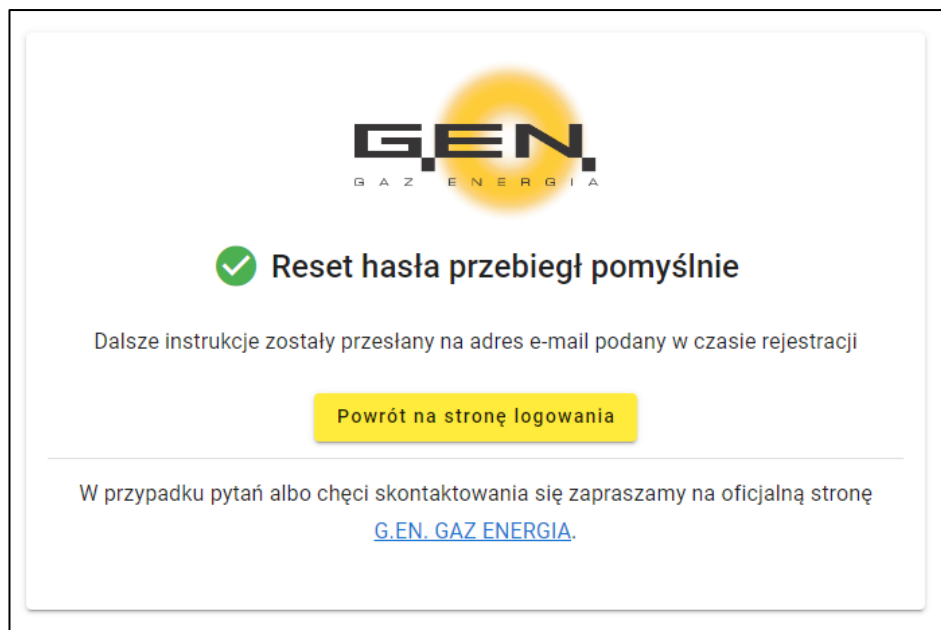 G.EN.
GAZ ENERGIA
Reset hasła przebiegł pomyślnie
Dalsze instrukcje zostały przesłany na adres e-mail podany w czasie rejestracji
Powrót na stronę logowania
W przypadku pytań albo chęci skontaktowania się zapraszamy na oficjalną stronę
G.EN. GAZ ENERGIA.